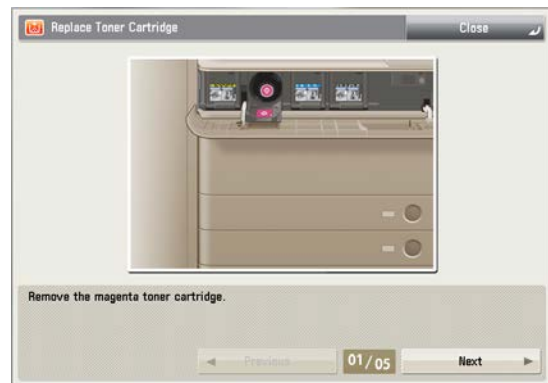 Replace Toner Cartridge
Close
Remove the magenta toner cartridge.
Previous
01/05
Next